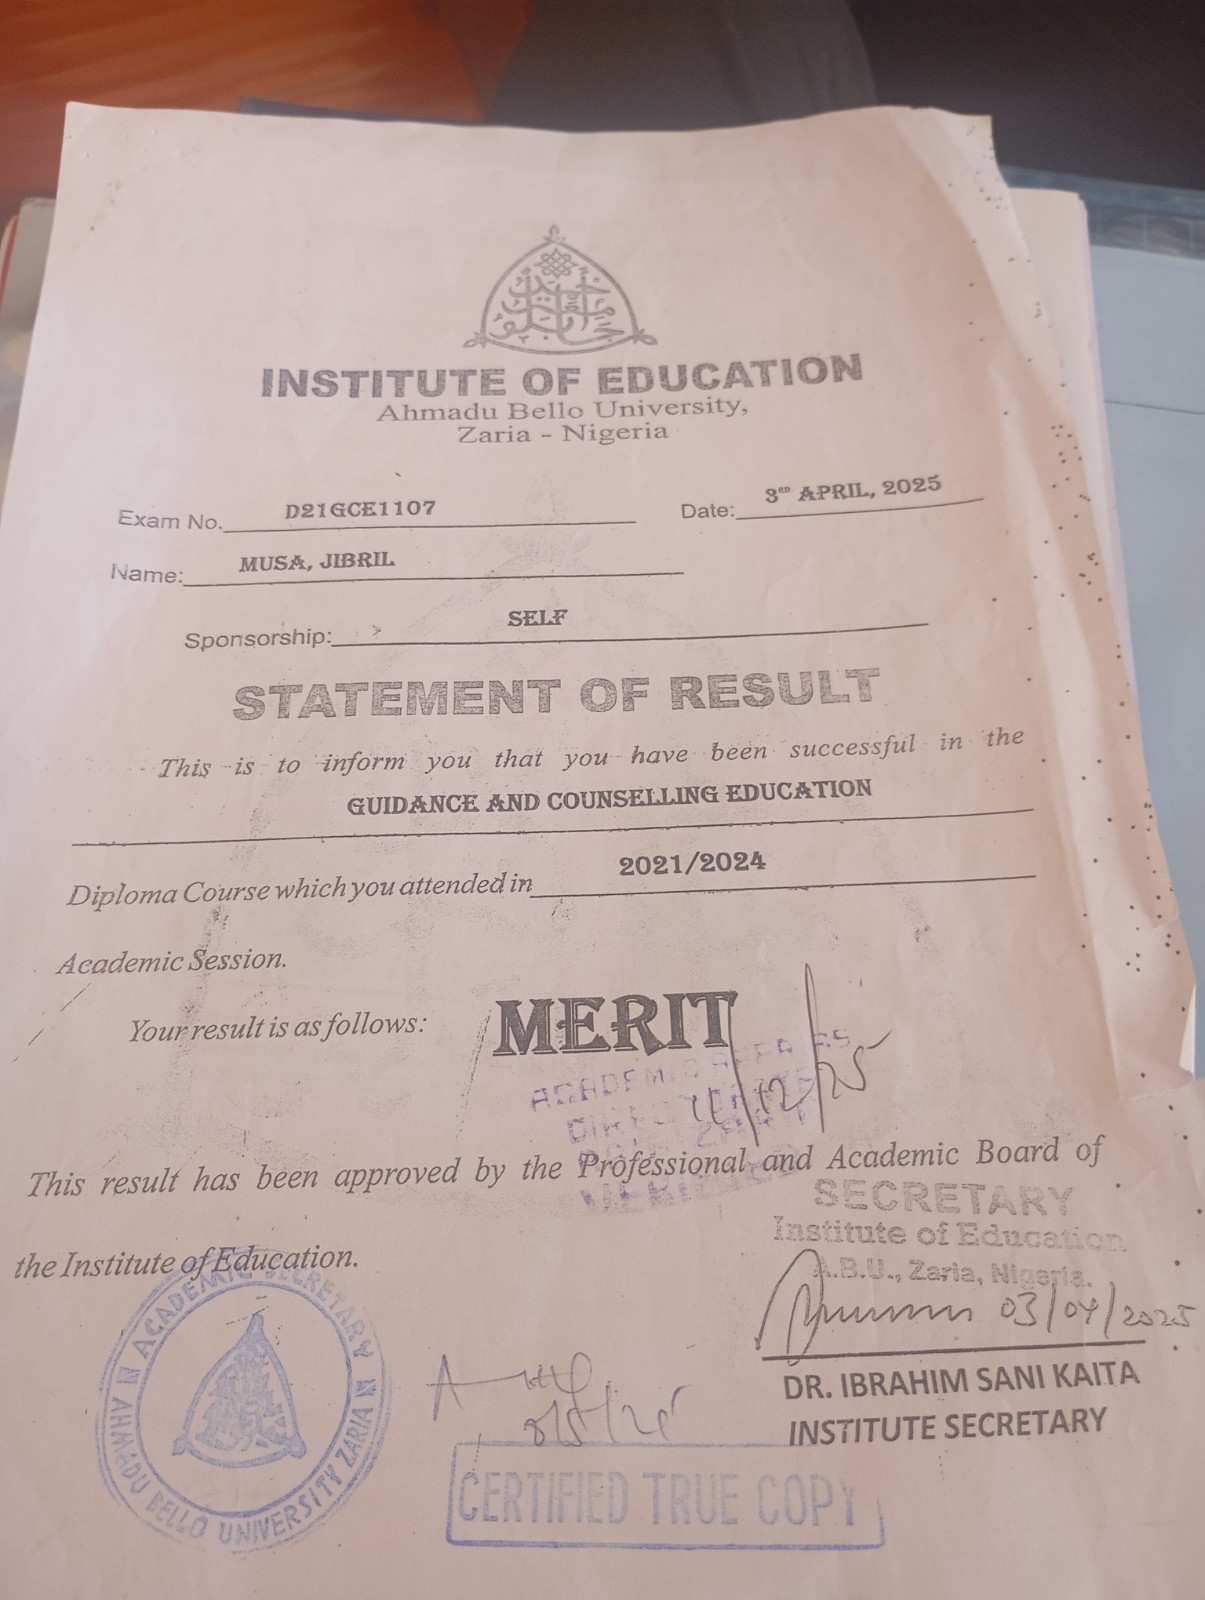 INSTITUTE OF EDUCATION
Ahmadu Bello University,
Zaria - Nigeria
Exam No. D21GCE1107 Date: 3RD APRIL, 2025
Name: MUSA, JIBRIL
Sponsorship: SELF
STATEMENT OF RESULT
This is to inform you that you have been successful in the
GUIDANCE AND COUNSELLING EDUCATION
Diploma Course which you attended in 2021/2024
Academic Session.
Your result is as follows: MERIT
11/12/25
This result has been approved by the Professional and Academic Board of
the Institute of Education.
SECRETARY
Institute of Education
A.B.U., Zaria, Nigeria.
03/04/2025
DR. IBRAHIM SANI KAITA
INSTITUTE SECRETARY
ACADEMIC SECRETARY
AHMADU BELLO UNIVERSITY ZARIA
CERTIFIED TRUE COPY